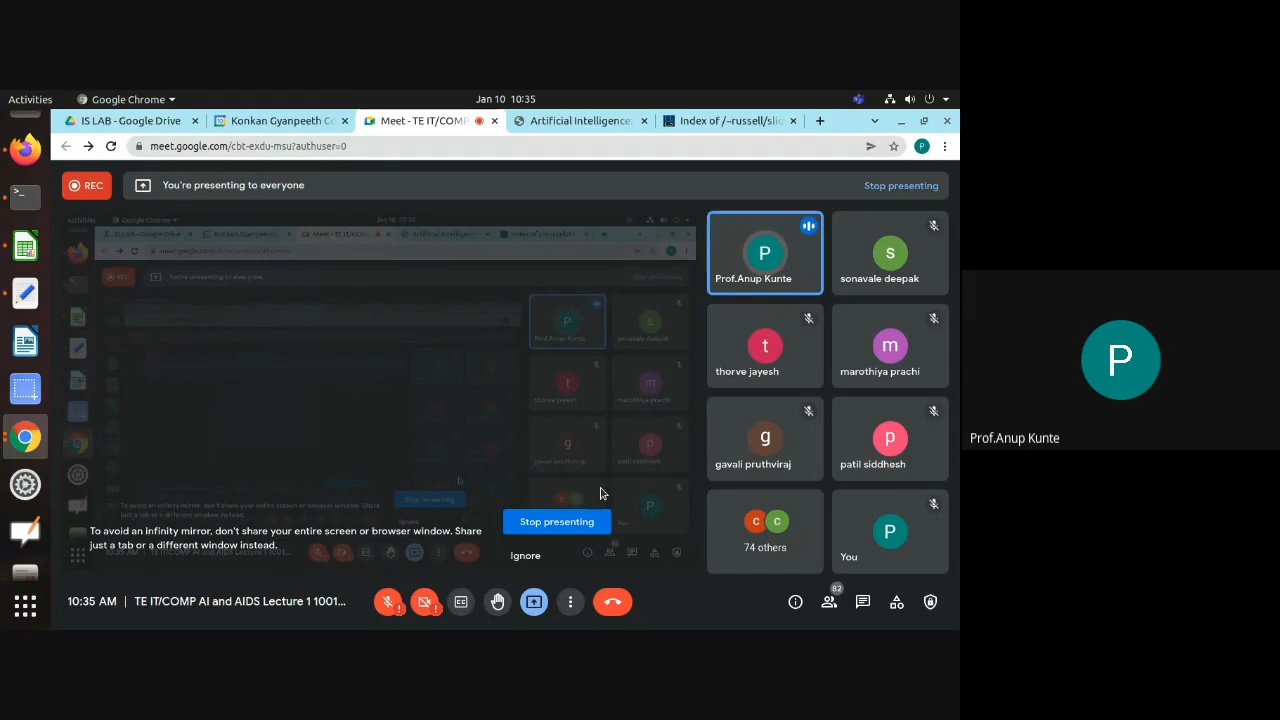 Activities
Google Chrome
Jan 10 10:35
IS LAB - Google Drive
Konkan Gyanpeeth Co
Meet - TE IT/COMP
Artificial Intelligence:
Index of /~russell/slid
meet.google.com/cbt-exdu-msu?authuser=0
P
REC
You're presenting to everyone
Stop presenting
P
Prof.Anup Kunte
s
sonavale deepak
t
thorve jayesh
m
marothiya prachi
g
gavali pruthviraj
p
patil siddhesh
c c
74 others
P
You
To avoid an infinity mirror, don't share your entire screen or browser window. Share
just a tab or a different window instead.
Stop presenting
Ignore
10:35 AM | TE IT/COMP AI and AIDS Lecture 1 1001...
82
P
Prof.Anup Kunte